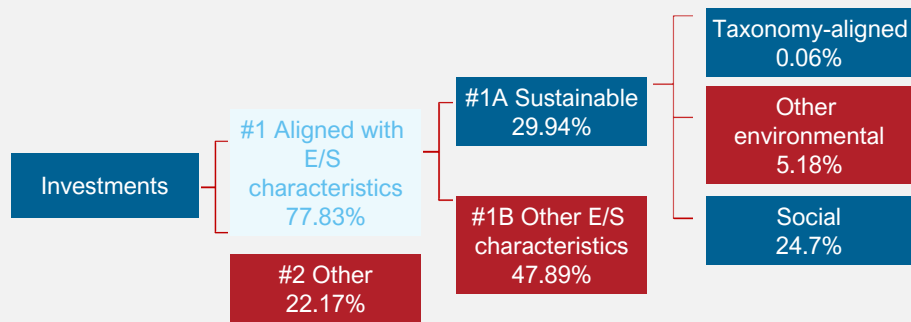 Investments
#1 Aligned with
E/S
characteristics
77.83%
#2 Other
22.17%
#1A Sustainable
29.94%
#1B Other E/S
characteristics
47.89%
Taxonomy-aligned
0.06%
Other
environmental
5.18%
Social
24.7%